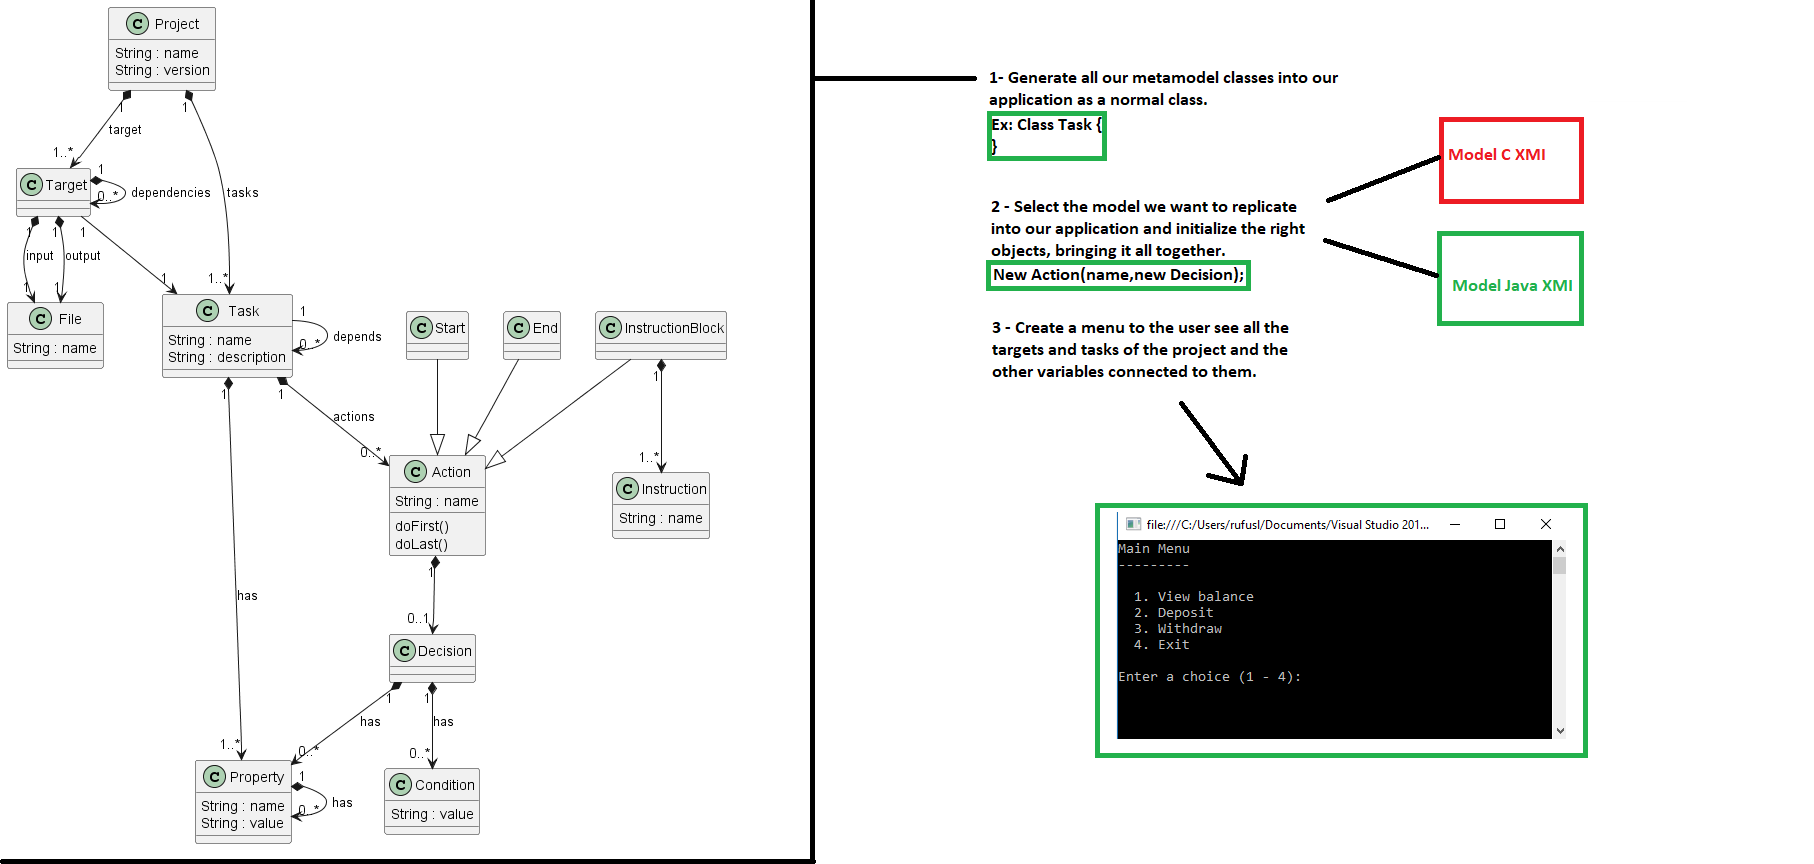 C Project
String : name
String : version
1
1
target
1..*
C Target
1
0..*
dependencies
tasks
1
1
1
input
output
1
1
1
1..*
C File
String : name
C Task
String : name
String : description
1
0..*
depends
1
1
actions
0..*
C Start
C End
C InstructionBlock
1
1..*
C Instruction
String : name
C Action
String : name
doFirst()
doLast()
1
0..1
has
C Decision
1
1
has
has
1..*
0..*
0..*
C Property
String : name
String : value
1
0..*
has
C Condition
String : value
1- Generate all our metamodel classes into our
application as a normal class.
Ex: Class Task {
}
2 - Select the model we want to replicate
into our application and initialize the right
objects, bringing it all together.
New Action(name,new Decision);
Model C XMI
Model Java XMI
3 - Create a menu to the user see all the
targets and tasks of the project and the
other variables connected to them.
file:///C:/Users/rufusl/Documents/Visual Studio 201...
Main Menu
---------
1. View balance
2. Deposit
3. Withdraw
4. Exit
Enter a choice (1 - 4):